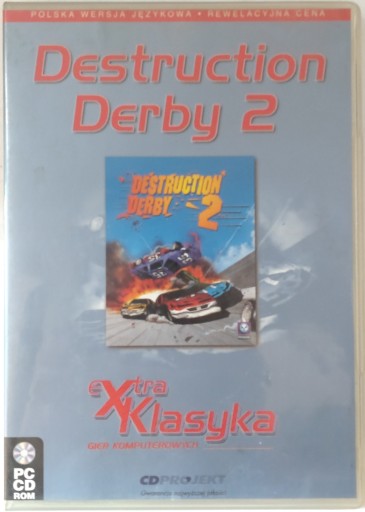 POLSKA WERSJA JĘZYKOWA • REWELACYJNA CENA
Destruction
Derby 2
DESTRUCTION
DERBY 2
eXtra
Klasyka
GIER KOMPUTEROWYCH
PC
CD
ROM
CDPROJEKT